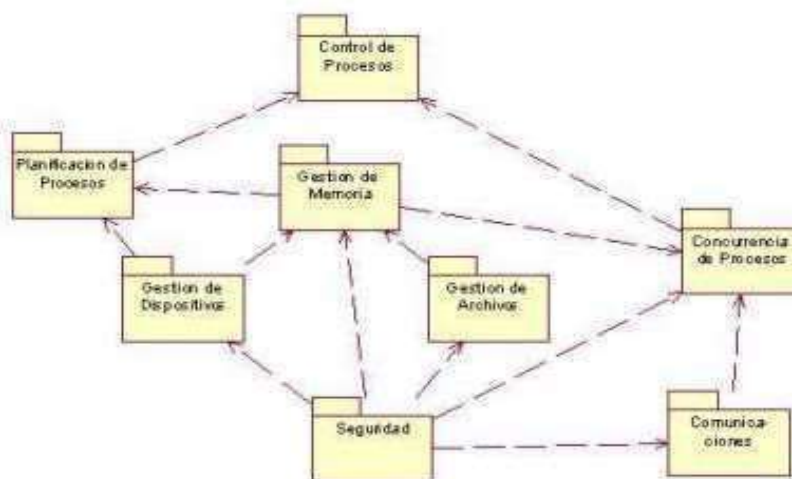 Control de
Procesos
Planificacion de
Procesos
Gestion de
Memoria
Concurrencia
de Procesos
Gestion de
Dispositivos
Gestion de
Archivos
Seguridad
Comunica-
ciones